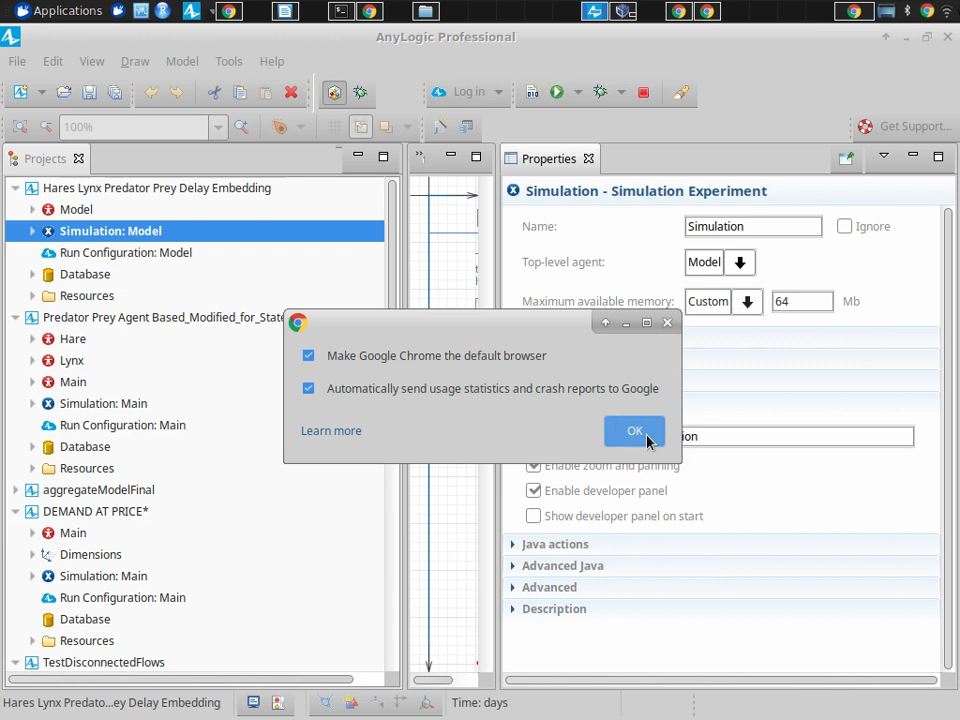 Applications
AnyLogic Professional
File Edit View Draw Model Tools Help
Log in
100%
Get Support...
Projects
Properties
Hares Lynx Predator Prey Delay Embedding
Model
Simulation: Model
Run Configuration: Model
Database
Resources
Predator Prey Agent Based_Modified_for_State
Hare
Lynx
Main
Simulation: Main
Run Configuration: Main
Database
Resources
aggregateModelFinal
DEMAND AT PRICE*
Main
Dimensions
Simulation: Main
Run Configuration: Main
Database
Resources
TestDisconnectedFlows
Simulation - Simulation Experiment
Name: Simulation Ignore
Top-level agent: Model
Maximum available memory: Custom 64 Mb
Make Google Chrome the default browser
Automatically send usage statistics and crash reports to Google
Learn more OK
ion
Enable zoom and panning
Enable developer panel
Show developer panel on start
Java actions
Advanced Java
Advanced
Description
Hares Lynx Predato...ey Delay Embedding
Time: days